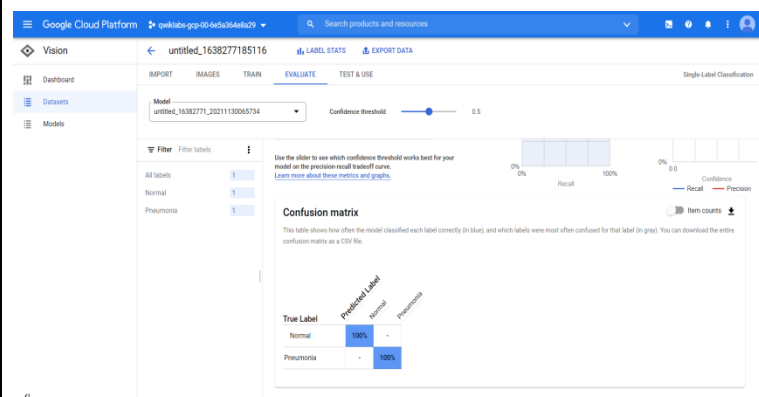 Google Cloud Platform
qwiklabs-gcp-00-6e5a364e8a29
Search products and resources
Vision
untitled_1638277185116
LABEL STATS
EXPORT DATA
Dashboard
Datasets
Models
IMPORT IMAGES TRAIN EVALUATE TEST & USE
Single-Label Classification
Model
untitled_16382771_20211130065734
Confidence threshold
0.5
Filter Filter labels
All labels 1
Normal 1
Pneumonia 1
Use the slider to see which confidence threshold works best for your
model on the precision-recall tradeoff curve.
Learn more about these metrics and graphs.
0%
0% 100%
Recall
0%
0.0
Confidence
Recall Precision
Confusion matrix
Item counts
This table shows how often the model classified each label correctly (in blue), and which labels were most often confused for that label (in gray). You can download the entire
confusion matrix as a CSV file.
True Label Predicted Label Normal Pneumonia
Normal 100% -
Pneumonia - 100%